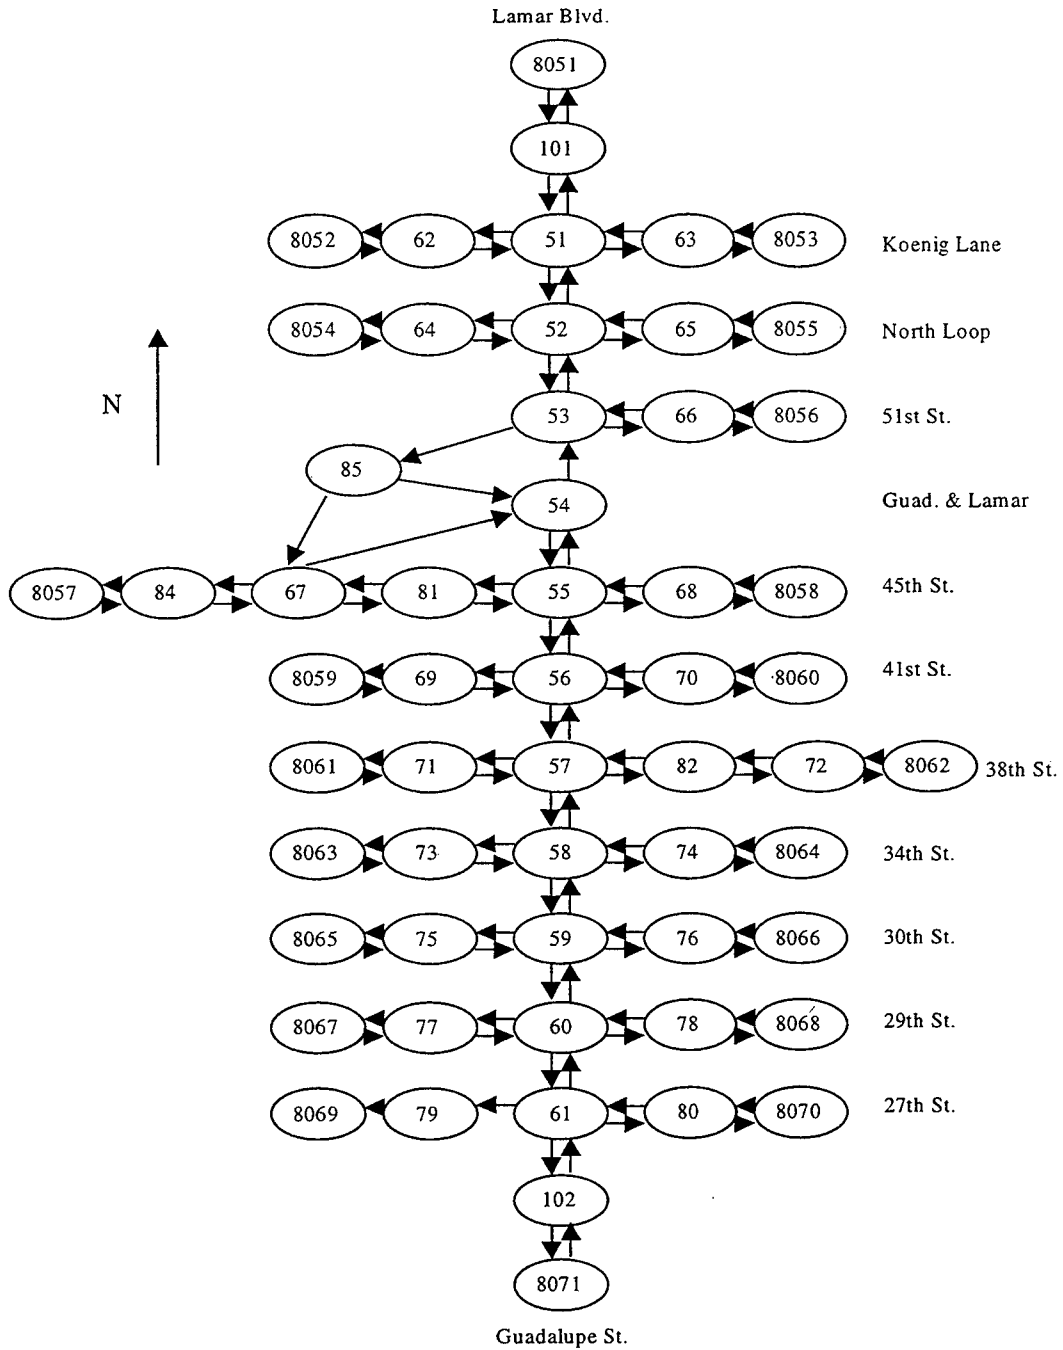 Lamar Blvd.
8051
101
8052 62 51 63 8053 Koenig Lane
8054 64 52 65 8055 North Loop
N
53 66 8056 51st St.
85
54 Guad. & Lamar
8057 84 67 81 55 68 8058 45th St.
8059 69 56 70 8060 41st St.
8061 71 57 82 72 8062 38th St.
8063 73 58 74 8064 34th St.
8065 75 59 76 8066 30th St.
8067 77 60 78 8068 29th St.
8069 79 61 80 8070 27th St.
102
8071
Guadalupe St.